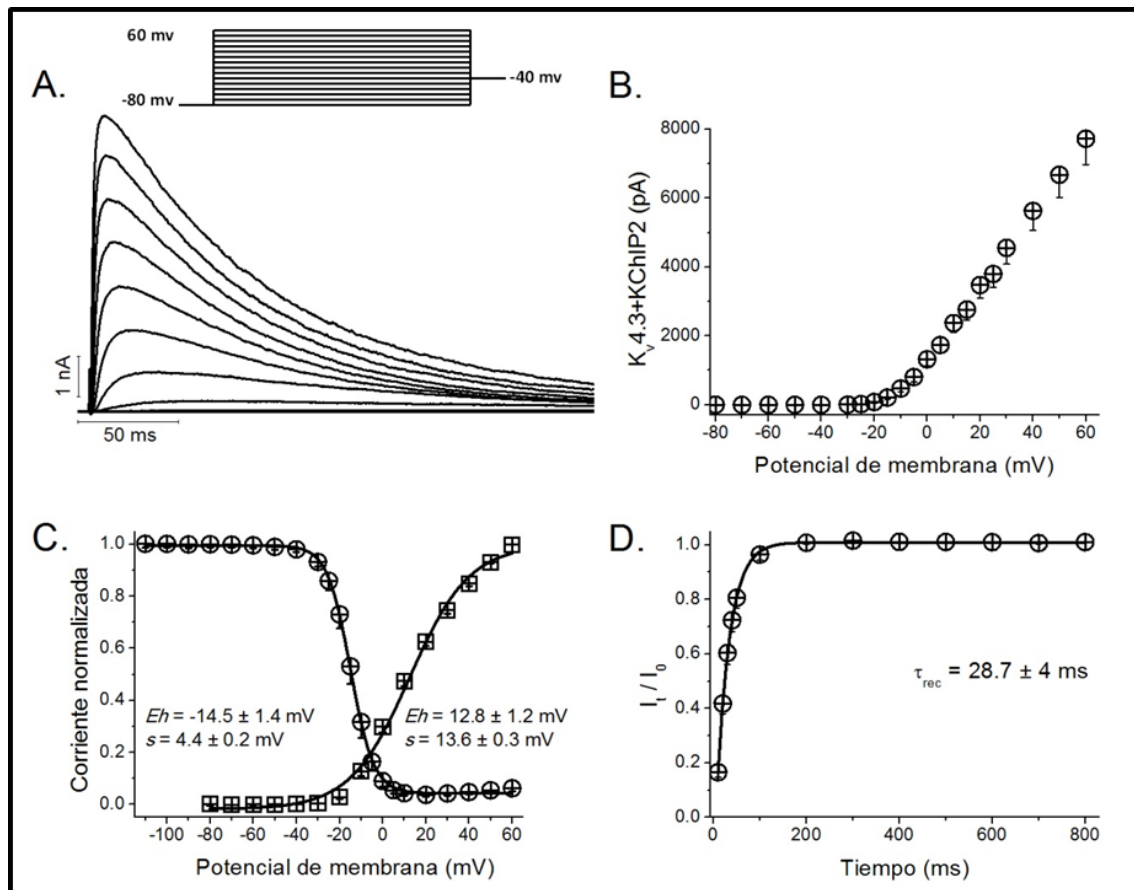 A.
60 mv
-80 mv
-40 mv
1 nA
50 ms
B.
8000
6000
4000
2000
0
Kv4.3+KChIP2 (pA)
-80 -60 -40 -20 0 20 40 60
Potencial de membrana (mV)
C.
1.0
0.8
0.6
0.4
0.2
0.0
Corriente normalizada
Eh = -14.5 ± 1.4 mV
s = 4.4 ± 0.2 mV
Eh = 12.8 ± 1.2 mV
s = 13.6 ± 0.3 mV
-100 -80 -60 -40 -20 0 20 40 60
Potencial de membrana (mV)
D.
1.0
0.8
0.6
0.4
0.2
0.0
It / I0
τrec = 28.7 ± 4 ms
0 200 400 600 800
Tiempo (ms)